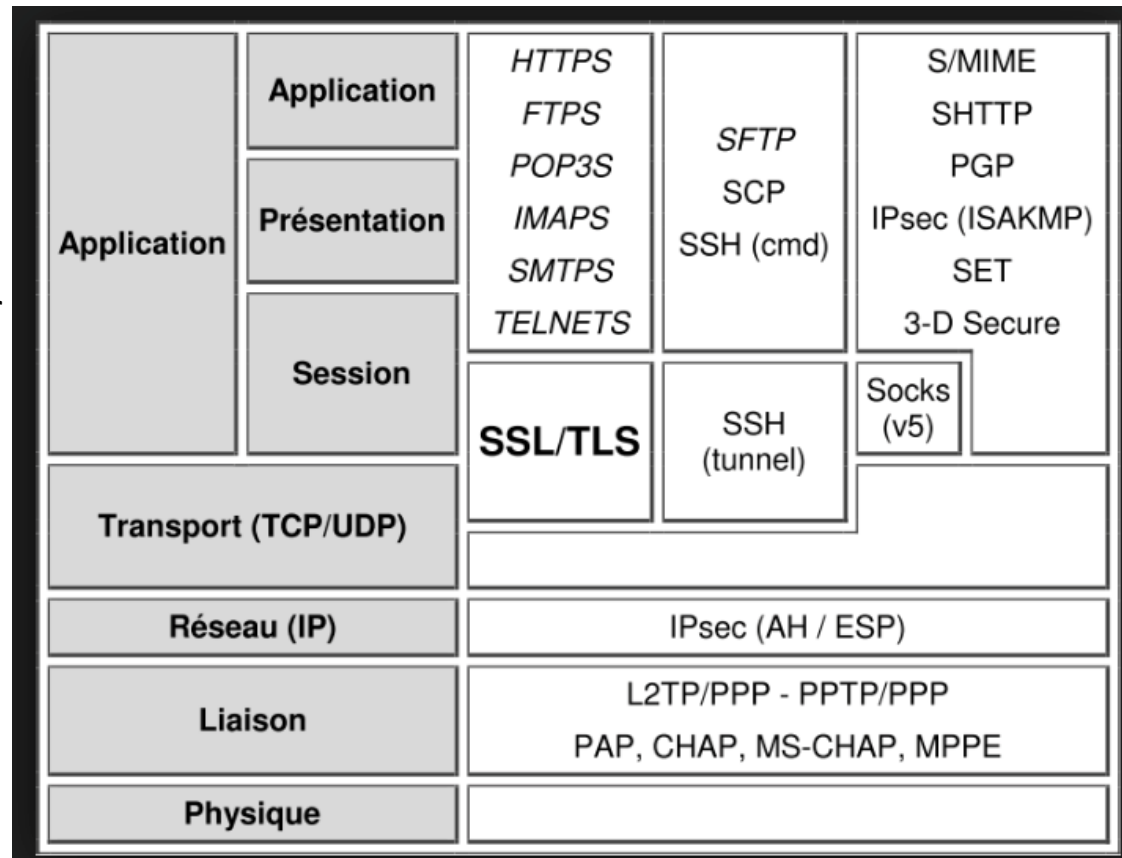 Application
Application
Présentation
Session
HTTPS
FTPS
POP3S
IMAPS
SMTPS
TELNETS
SFTP
SCP
SSH (cmd)
S/MIME
SHTTP
PGP
IPsec (ISAKMP)
SET
3-D Secure
SSL/TLS
SSH
(tunnel)
Socks
(v5)
Transport (TCP/UDP)
Réseau (IP)
IPsec (AH / ESP)
Liaison
L2TP/PPP - PPTP/PPP
PAP, CHAP, MS-CHAP, MPPE
Physique